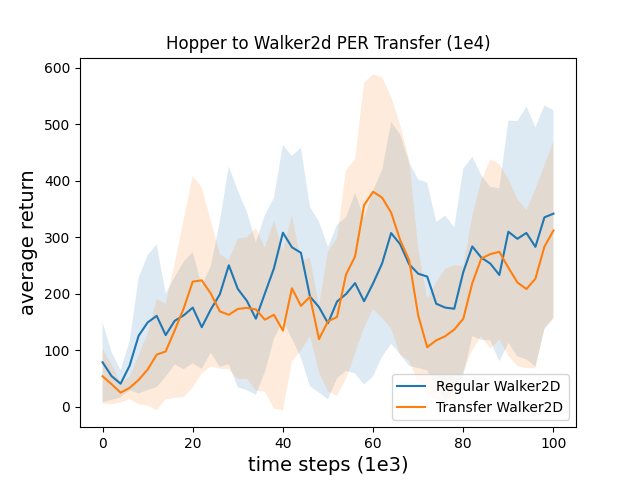 Hopper to Walker2d PER Transfer (1e4)
600
500
400
300
200
100
0
average return
0
20
40
60
80
100
time steps (1e3)
Regular Walker2D
Transfer Walker2D